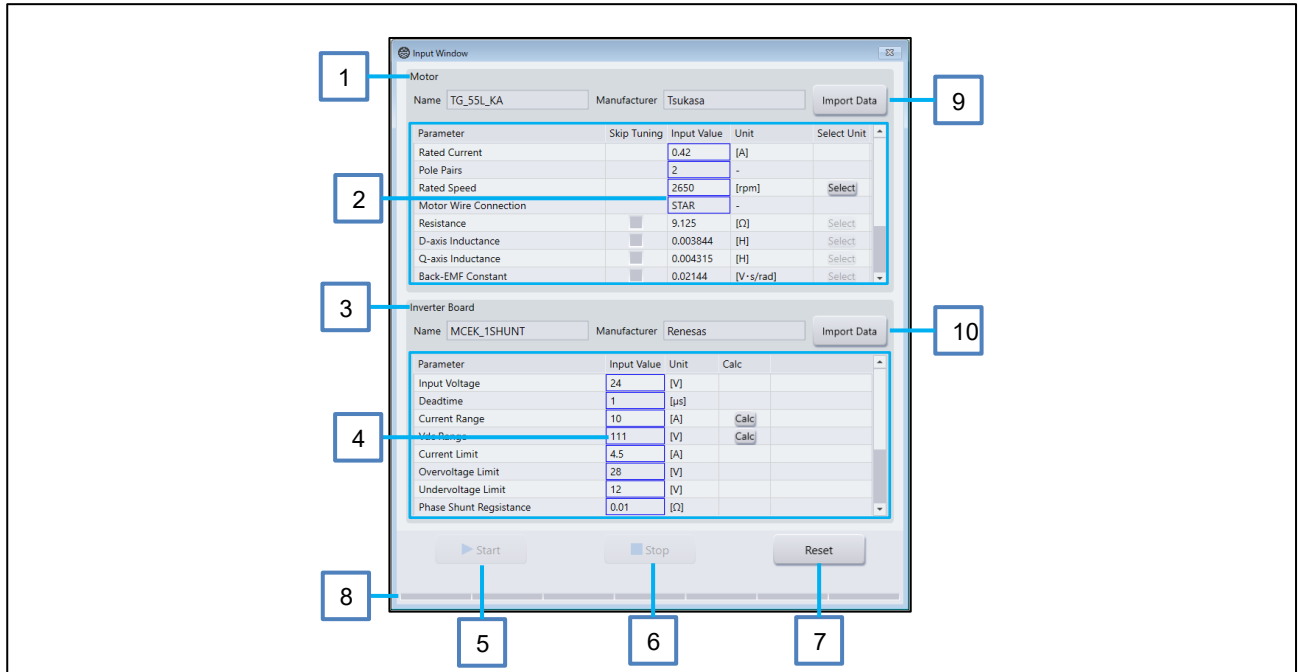 Input Window
1
Motor
Name TG_55L_KA Manufacturer Tsukasa Import Data
9
Parameter Skip Tuning Input Value Unit Select Unit
Rated Current 0.42 [A]
Pole Pairs 2 -
2
Rated Speed 2650 [rpm] Select
Motor Wire Connection STAR -
Resistance 9.125 [Ω] Select
D-axis Inductance 0.003844 [H] Select
Q-axis Inductance 0.004315 [H] Select
Back-EMF Constant 0.02144 [V·s/rad] Select
3
Inverter Board
Name MCEK_1SHUNT Manufacturer Renesas Import Data
10
Parameter Input Value Unit Calc
Input Voltage 24 [V]
Deadtime 1 [µs]
Current Range 10 [A] Calc
4
Vdc Range 111 [V] Calc
Current Limit 4.5 [A]
Overvoltage Limit 28 [V]
Undervoltage Limit 12 [V]
Phase Shunt Regsistance 0.01 [Ω]
Start Stop Reset
8
5 6 7